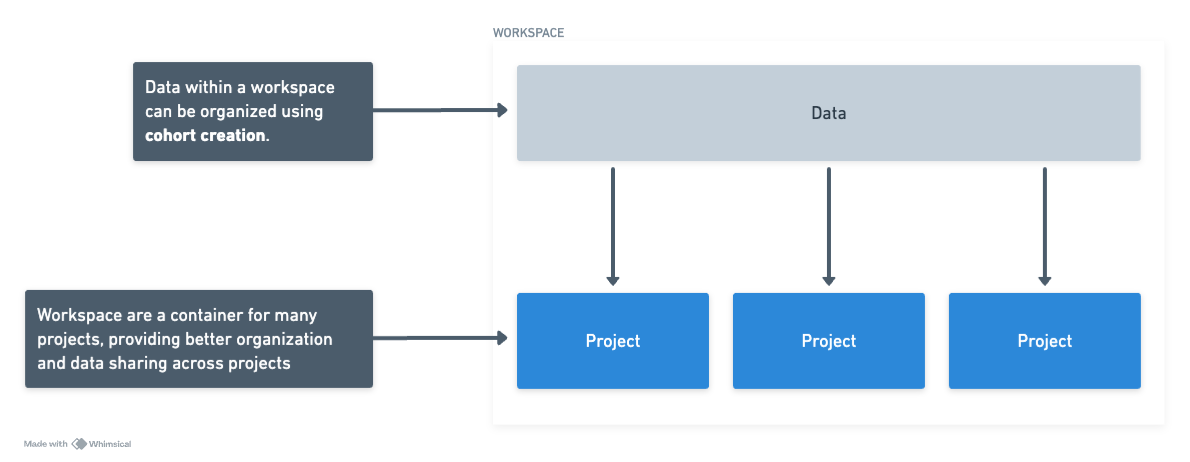 WORKSPACE
Data within a workspace
can be organized using
cohort creation.
Data
Workspace are a container for many
projects, providing better organization
and data sharing across projects
Project
Project
Project
Made with Whimsical